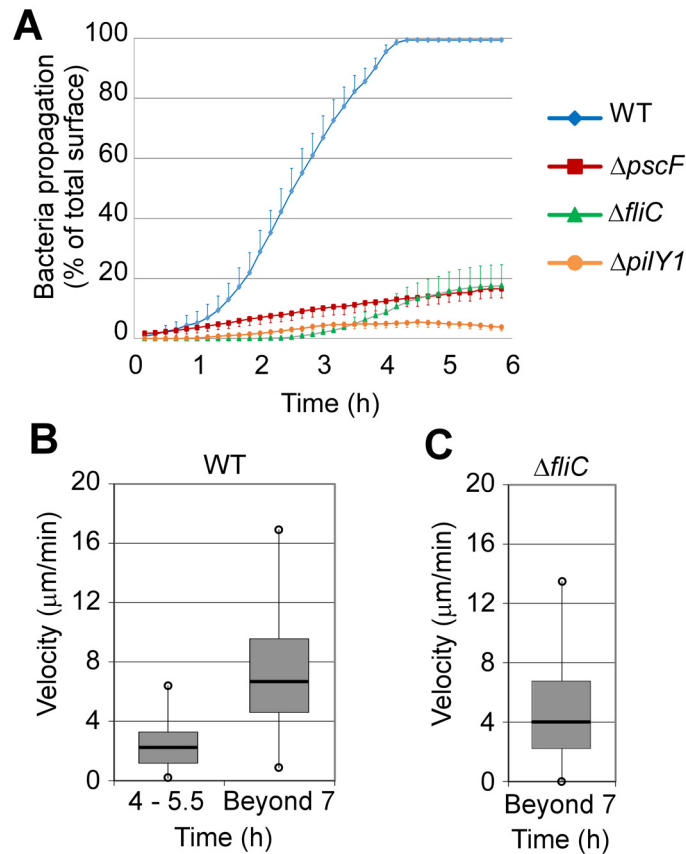 A
Bacteria propagation
(% of total surface)
100
80
60
40
20
0
0 1 2 3 4 5 6
Time (h)
WT
ΔpscF
ΔfliC
ΔpilY1
B
WT
Velocity (μm/min)
20
16
12
8
4
0
4 - 5.5 Beyond 7
Time (h)
C
ΔfliC
Velocity (μm/min)
20
16
12
8
4
0
Beyond 7
Time (h)